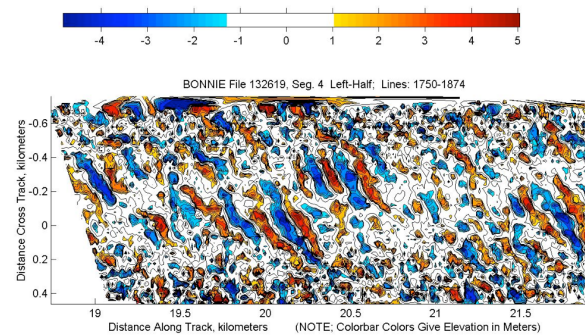 -4 -3 -2 -1 0 1 2 3 4 5
BONNIE File 132619, Seg. 4 Left-Half; Lines: 1750-1874
Distance Cross Track, kilometers
-0.6
-0.4
-0.2
0
0.2
0.4
19 19.5 20 20.5 21 21.5
Distance Along Track, kilometers (NOTE; Colorbar Colors Give Elevation in Meters)